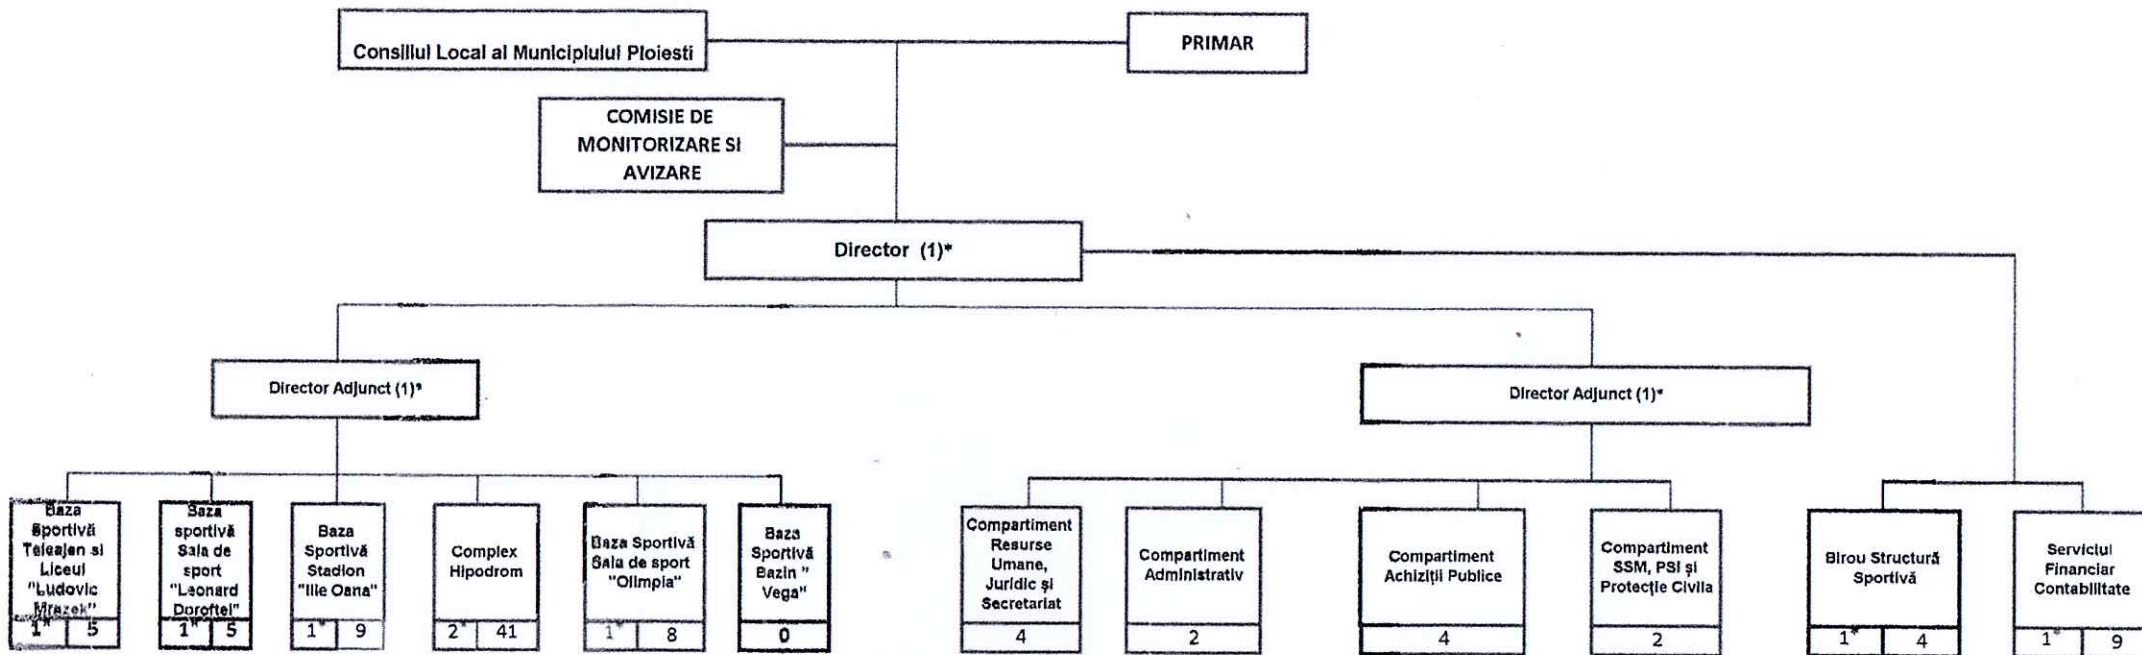 Consiliul Local al Municipiului Ploiesti
PRIMAR
COMISIE DE
MONITORIZARE SI
AVIZARE
Director (1)*
Director Adjunct (1)*
Director Adjunct (1)*
Baza
Sportivă
Teleajen si
Liceul
"Ludovic
Mrazek"
1* 5
Baza
sportivă
Sala de
sport
"Leonard
Doroftei"
1* 5
Baza
Sportivă
Stadion
"Ilie Oana"
1* 9
Complex
Hipodrom
2* 41
Baza Sportivă
Sala de sport
"Olimpia"
1* 8
Baza
Sportivă
Bazin "
Vega"
0
Compartiment
Resurse
Umane,
Juridic și
Secretariat
4
Compartiment
Administrativ
2
Compartiment
Achiziții Publice
4
Compartiment
SSM, PSI și
Protecție Civila
2
Birou Structură
Sportivă
1* 4
Serviciul
Financiar
Contabilitate
1* 9